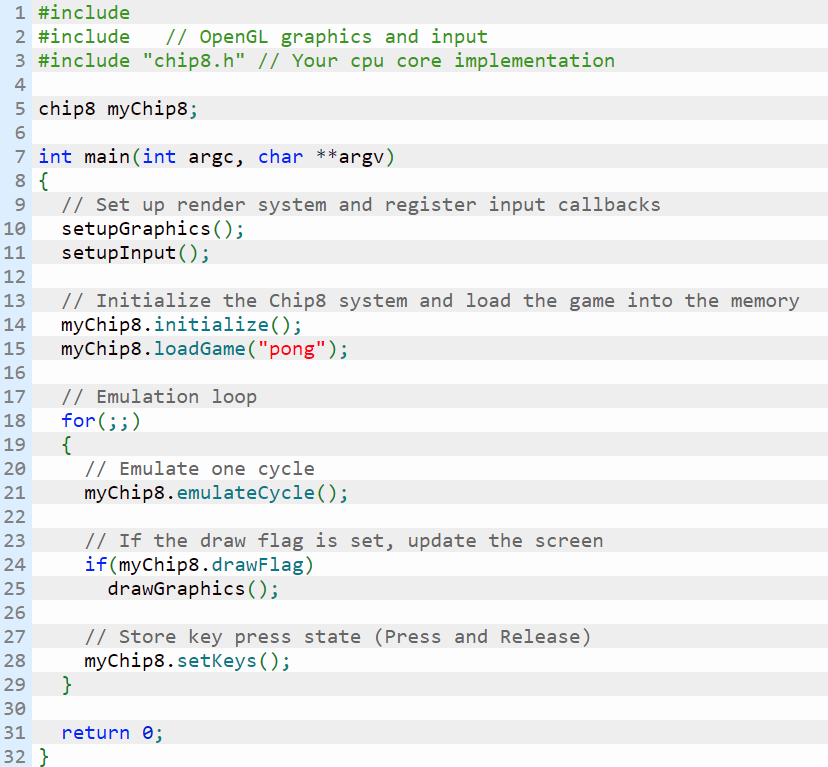 1 #include
2 #include   // OpenGL graphics and input
3 #include "chip8.h" // Your cpu core implementation
4
5 chip8 myChip8;
6
7 int main(int argc, char **argv)
8 {
9   // Set up render system and register input callbacks
10   setupGraphics();
11   setupInput();
12
13   // Initialize the Chip8 system and load the game into the memory
14   myChip8.initialize();
15   myChip8.loadGame("pong");
16
17   // Emulation loop
18   for(;;)
19   {
20     // Emulate one cycle
21     myChip8.emulateCycle();
22
23     // If the draw flag is set, update the screen
24     if(myChip8.drawFlag)
25       drawGraphics();
26
27     // Store key press state (Press and Release)
28     myChip8.setKeys();
29   }
30
31   return 0;
32 }